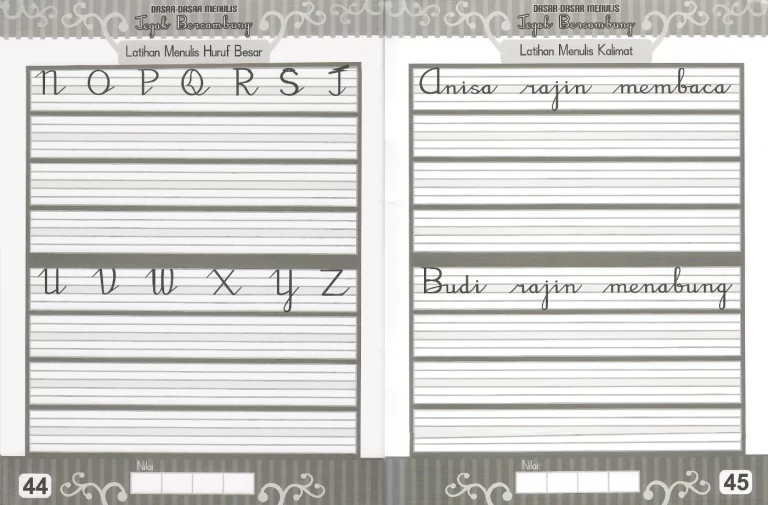 DASAR-DASAR MENULIS
Tegak Bersambung
Latihan Menulis Huruf Besar
N O P Q R S T
U V W X Y Z
Nilai
44
DASAR-DASAR MENULIS
Tegak Bersambung
Latihan Menulis Kalimat
Anisa rajin membaca
Budi rajin menabung
Nilai
45